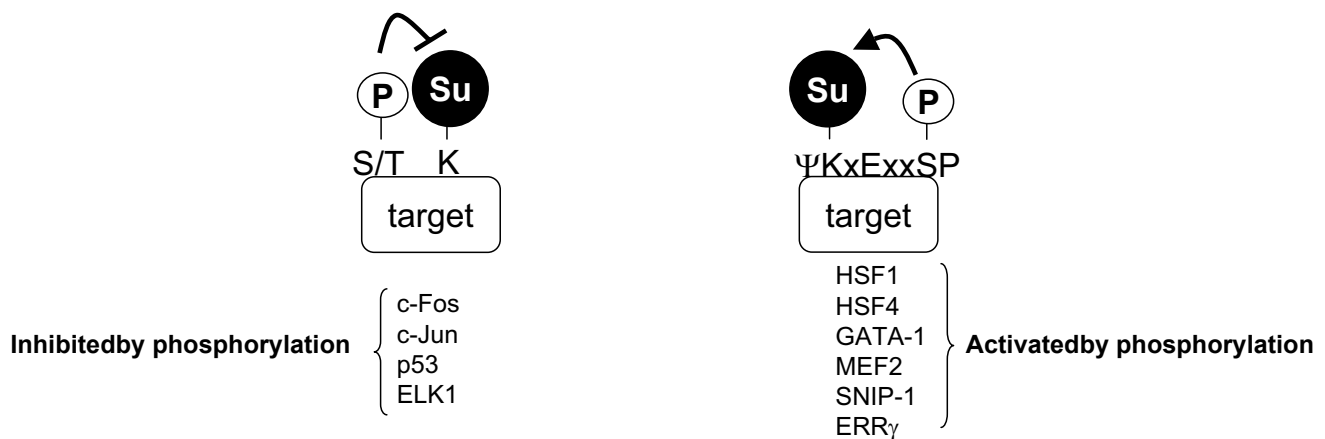 P
Su
S/T K
target
Inhibitedby phosphorylation
c-Fos
c-Jun
p53
ELK1
Su
P
ΨKxExxSP
target
HSF1
HSF4
GATA-1
MEF2
SNIP-1
ERRγ
Activatedby phosphorylation